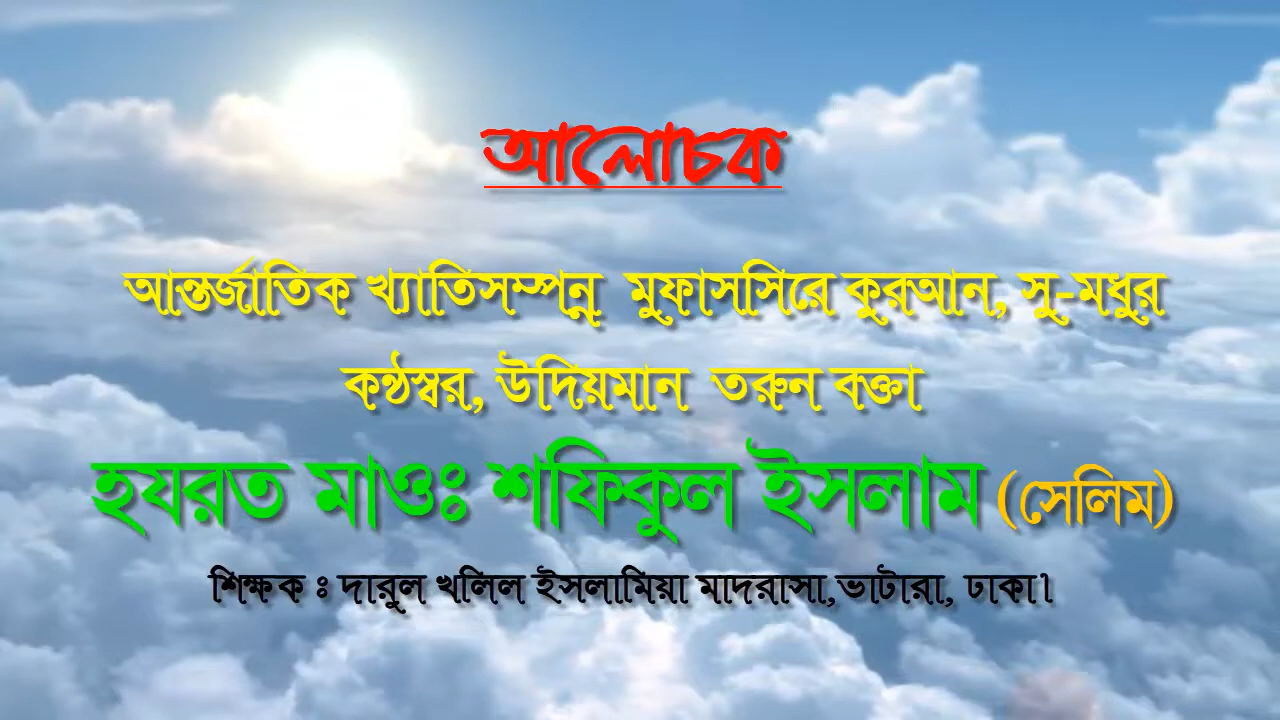 আলোচক
আন্তর্জাতিক খ্যাতিসম্পন্ন মুফাসসিরে কুরআন, সু-মধুর
কন্ঠস্বর, উদিয়মান তরুন বক্তা
হযরত মাওঃ শফিকুল ইসলাম (সেলিম)
শিক্ষক ঃ দারুল খলিল ইসলামিয়া মাদরাসা,ভাটারা, ঢাকা।